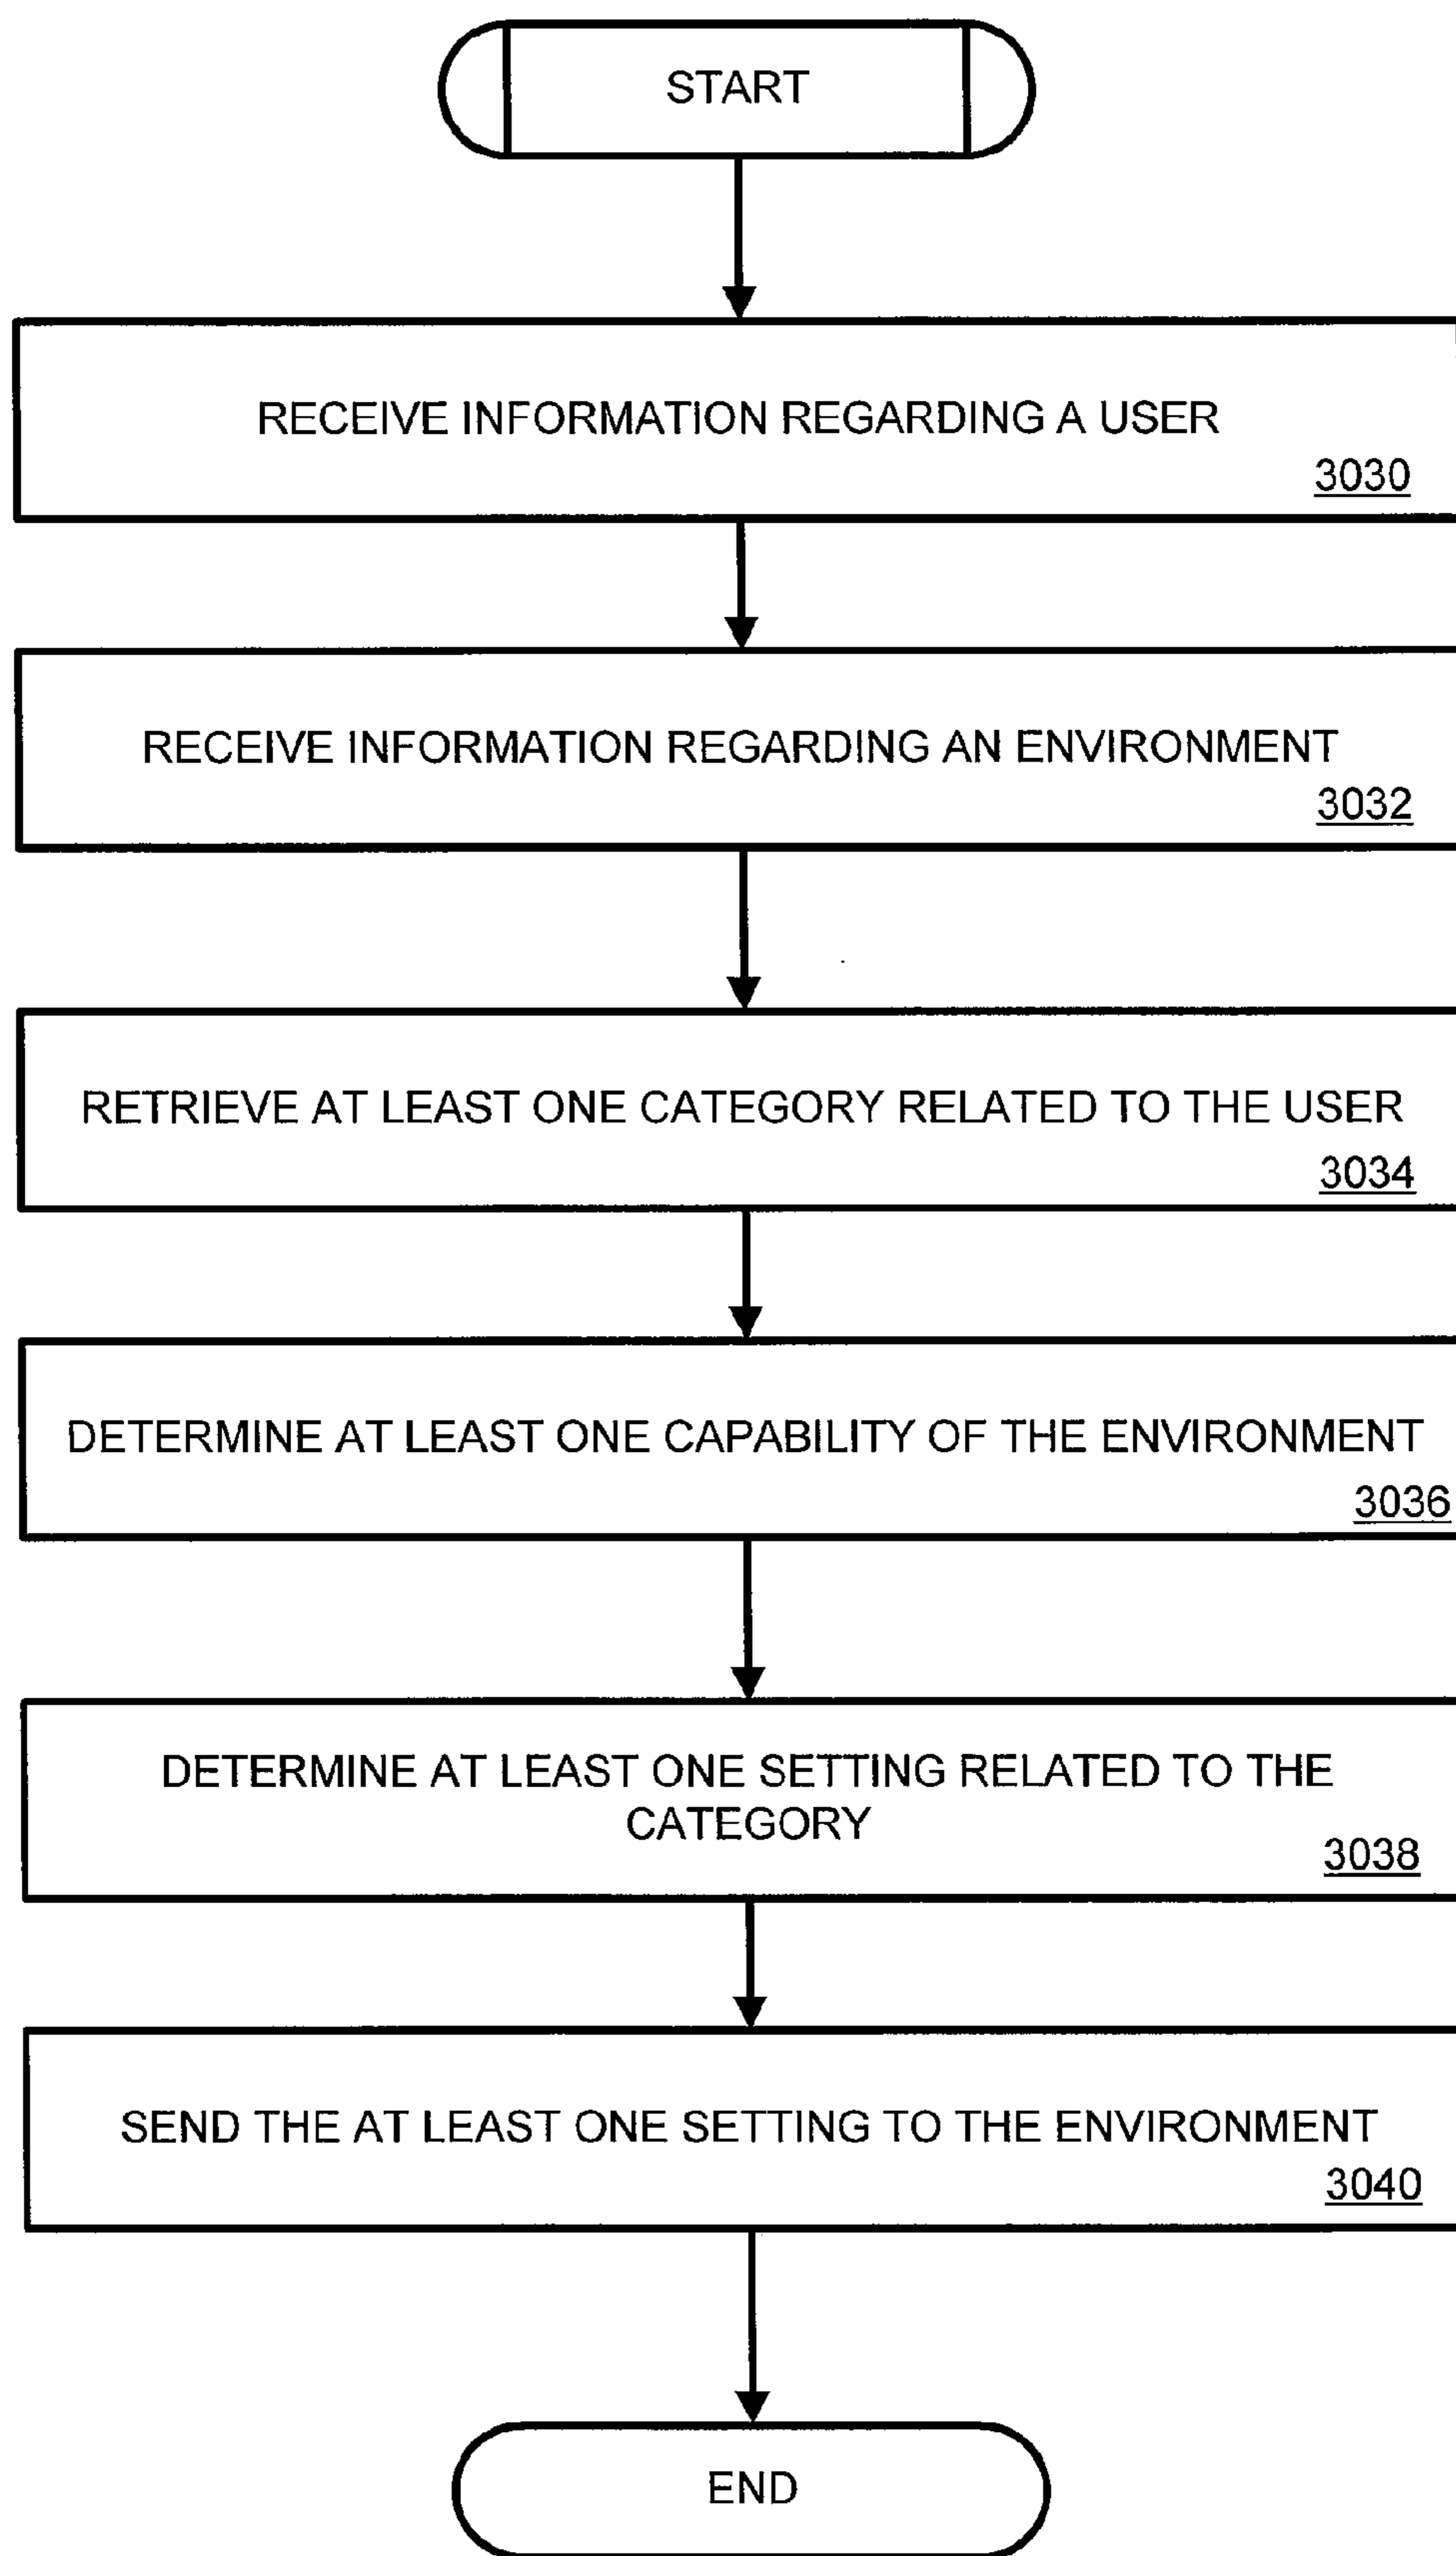 START
RECEIVE INFORMATION REGARDING A USER
3030
RECEIVE INFORMATION REGARDING AN ENVIRONMENT
3032
RETRIEVE AT LEAST ONE CATEGORY RELATED TO THE USER
3034
DETERMINE AT LEAST ONE CAPABILITY OF THE ENVIRONMENT
3036
DETERMINE AT LEAST ONE SETTING RELATED TO THE
CATEGORY
3038
SEND THE AT LEAST ONE SETTING TO THE ENVIRONMENT
3040
END